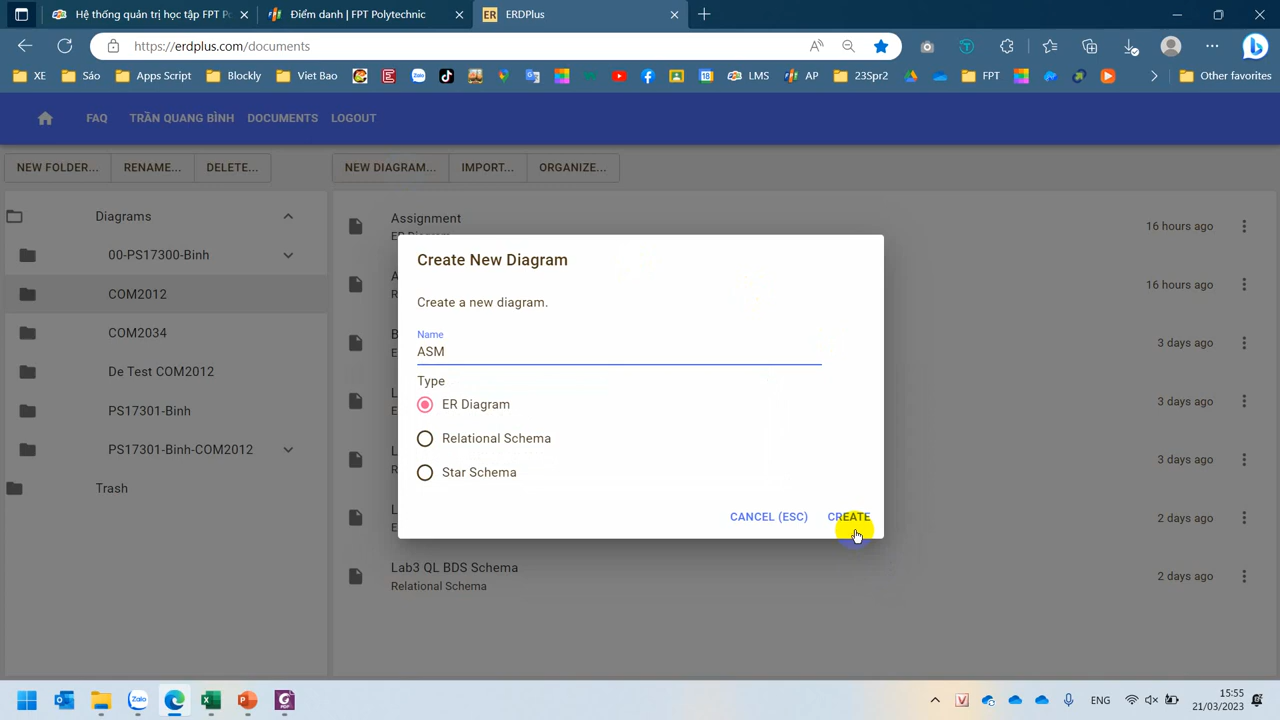 Hệ thống quản trị học tập FPT Po
Điểm danh | FPT Polytechnic
ER
ERDPlus
https://erdplus.com/documents
XE
Sáo
Apps Script
Blockly
Viet Bao
LMS
AP
23Spr2
FPT
Other favorites
FAQ
TRẦN QUANG BÌNH
DOCUMENTS
LOGOUT
NEW FOLDER...
RENAME...
DELETE...
NEW DIAGRAM...
IMPORT...
ORGANIZE...
Diagrams
00-PS17300-Binh
COM2012
COM2034
De Test COM2012
PS17301-Binh
PS17301-Binh-COM2012
Trash
Assignment
16 hours ago
16 hours ago
3 days ago
3 days ago
3 days ago
2 days ago
Lab3 QL BDS Schema
Relational Schema
2 days ago
Create New Diagram
Create a new diagram.
Name
ASM
Type
ER Diagram
Relational Schema
Star Schema
CANCEL (ESC)
CREATE
ENG
15:55
21/03/2023